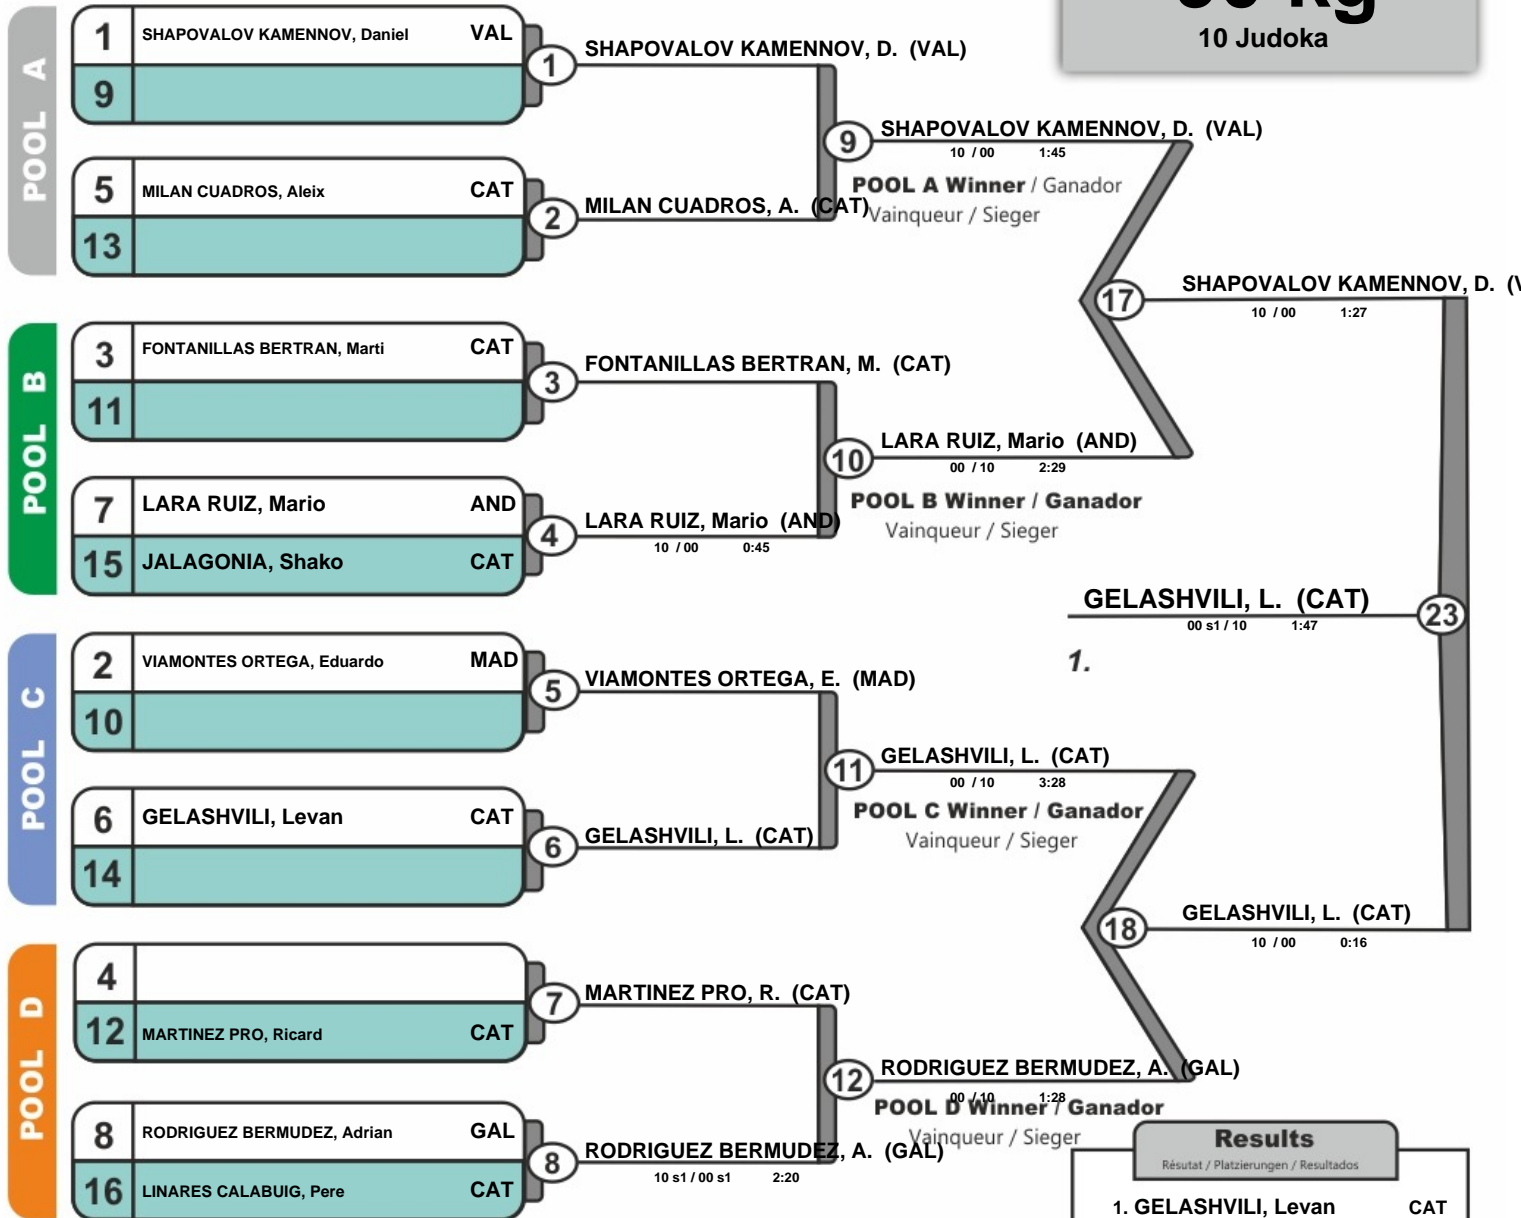 kg
10 Judoka
POOL A
1 SHAPOVALOV KAMENNOV, Daniel VAL
9
1
SHAPOVALOV KAMENNOV, D. (VAL)
5 MILAN CUADROS, Aleix CAT
13
2
MILAN CUADROS, A. (CAT)
9
SHAPOVALOV KAMENNOV, D. (VAL)
10 / 00 1:45
POOL A Winner / Ganador
Vainqueur / Sieger
POOL B
3 FONTANILLAS BERTRAN, Marti CAT
11
3
FONTANILLAS BERTRAN, M. (CAT)
7 LARA RUIZ, Mario AND
15 JALAGONIA, Shako CAT
4
LARA RUIZ, Mario (AND)
10 / 00 0:45
10
LARA RUIZ, Mario (AND)
00 / 10 2:29
POOL B Winner / Ganador
Vainqueur / Sieger
17
SHAPOVALOV KAMENNOV, D. (
10 / 00 1:27
POOL C
2 VIAMONTES ORTEGA, Eduardo MAD
10
5
VIAMONTES ORTEGA, E. (MAD)
6 GELASHVILI, Levan CAT
14
6
GELASHVILI, L. (CAT)
11
GELASHVILI, L. (CAT)
00 / 10 3:28
POOL C Winner / Ganador
Vainqueur / Sieger
POOL D
4
12 MARTINEZ PRO, Ricard CAT
7
MARTINEZ PRO, R. (CAT)
8 RODRIGUEZ BERMUDEZ, Adrian GAL
16 LINARES CALABUIG, Pere CAT
8
RODRIGUEZ BERMUDEZ, A. (GAL)
10 s1 / 00 s1 2:20
12
RODRIGUEZ BERMUDEZ, A. (GAL)
00 / 10 1:28
POOL D Winner / Ganador
Vainqueur / Sieger
18
GELASHVILI, L. (CAT)
10 / 00 0:16
GELASHVILI, L. (CAT)
23
00 s1 / 10 1:47
1.
Results
Résutat / Platzierungen / Resultados
1. GELASHVILI, Levan CAT